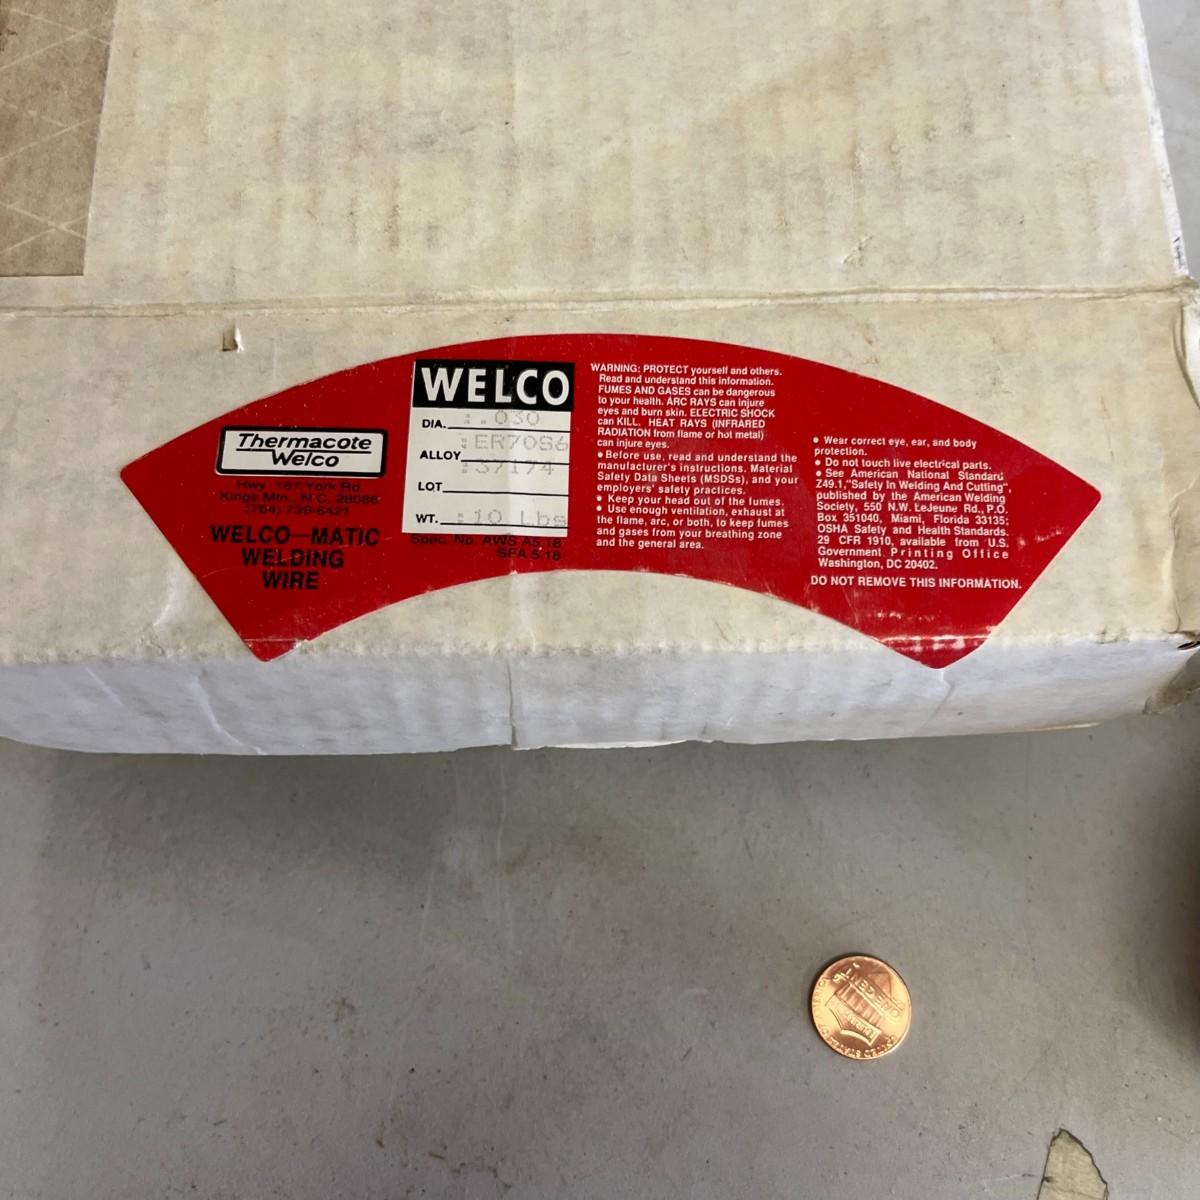 Thermacote
Welco
Hwy. 161 York Rd.
Kings Mtn., N.C. 28086
(704) 739-6421
WELCO—MATIC
WELDING
WIRE
WELCO
DIA. : .030
: ER70S6
ALLOY : 37174
LOT
WT. : 10 Lbs
Spec. No. AWS A5.18
SFA 5.18
WARNING: PROTECT yourself and others.
Read and understand this information.
FUMES AND GASES can be dangerous
to your health. ARC RAYS can injure
eyes and burn skin. ELECTRIC SHOCK
can KILL. HEAT RAYS (INFRARED
RADIATION from flame or hot metal)
can injure eyes.
• Before use, read and understand the
manufacturer's instructions. Material
Safety Data Sheets (MSDSs), and your
employers' safety practices.
• Keep your head out of the fumes.
• Use enough ventilation, exhaust at
the flame, arc, or both, to keep fumes
and gases from your breathing zone
and the general area.
• Wear correct eye, ear, and body
protection.
• Do not touch live electrical parts.
• See American National Standard
Z49.1,"Safety In Welding And Cutting",
published by the American Welding
Society, 550 N.W. LeJeune Rd., P.O.
Box 351040, Miami, Florida 33135;
OSHA Safety and Health Standards.
29 CFR 1910, available from U.S.
Government Printing Office
Washington, DC 20402.
DO NOT REMOVE THIS INFORMATION.
ONE CENT
UNITED STATES OF AMERICA